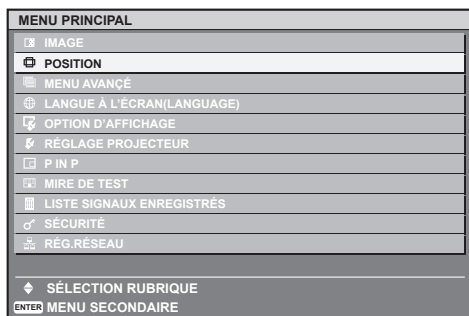 MENU PRINCIPAL
IMAGE
POSITION
MENU AVANÇÉ
LANGUE À L'ÉCRAN(LANGUAGE)
OPTION D'AFFICHAGE
RÉGLAGE PROJECTEUR
P IN P
MIRE DE TEST
LISTE SIGNAUX ENREGISTRÉS
SÉCURITÉ
RÉG.RÉSEAU
SÉLECTION RUBRIQUE
ENTER MENU SECONDAIRE